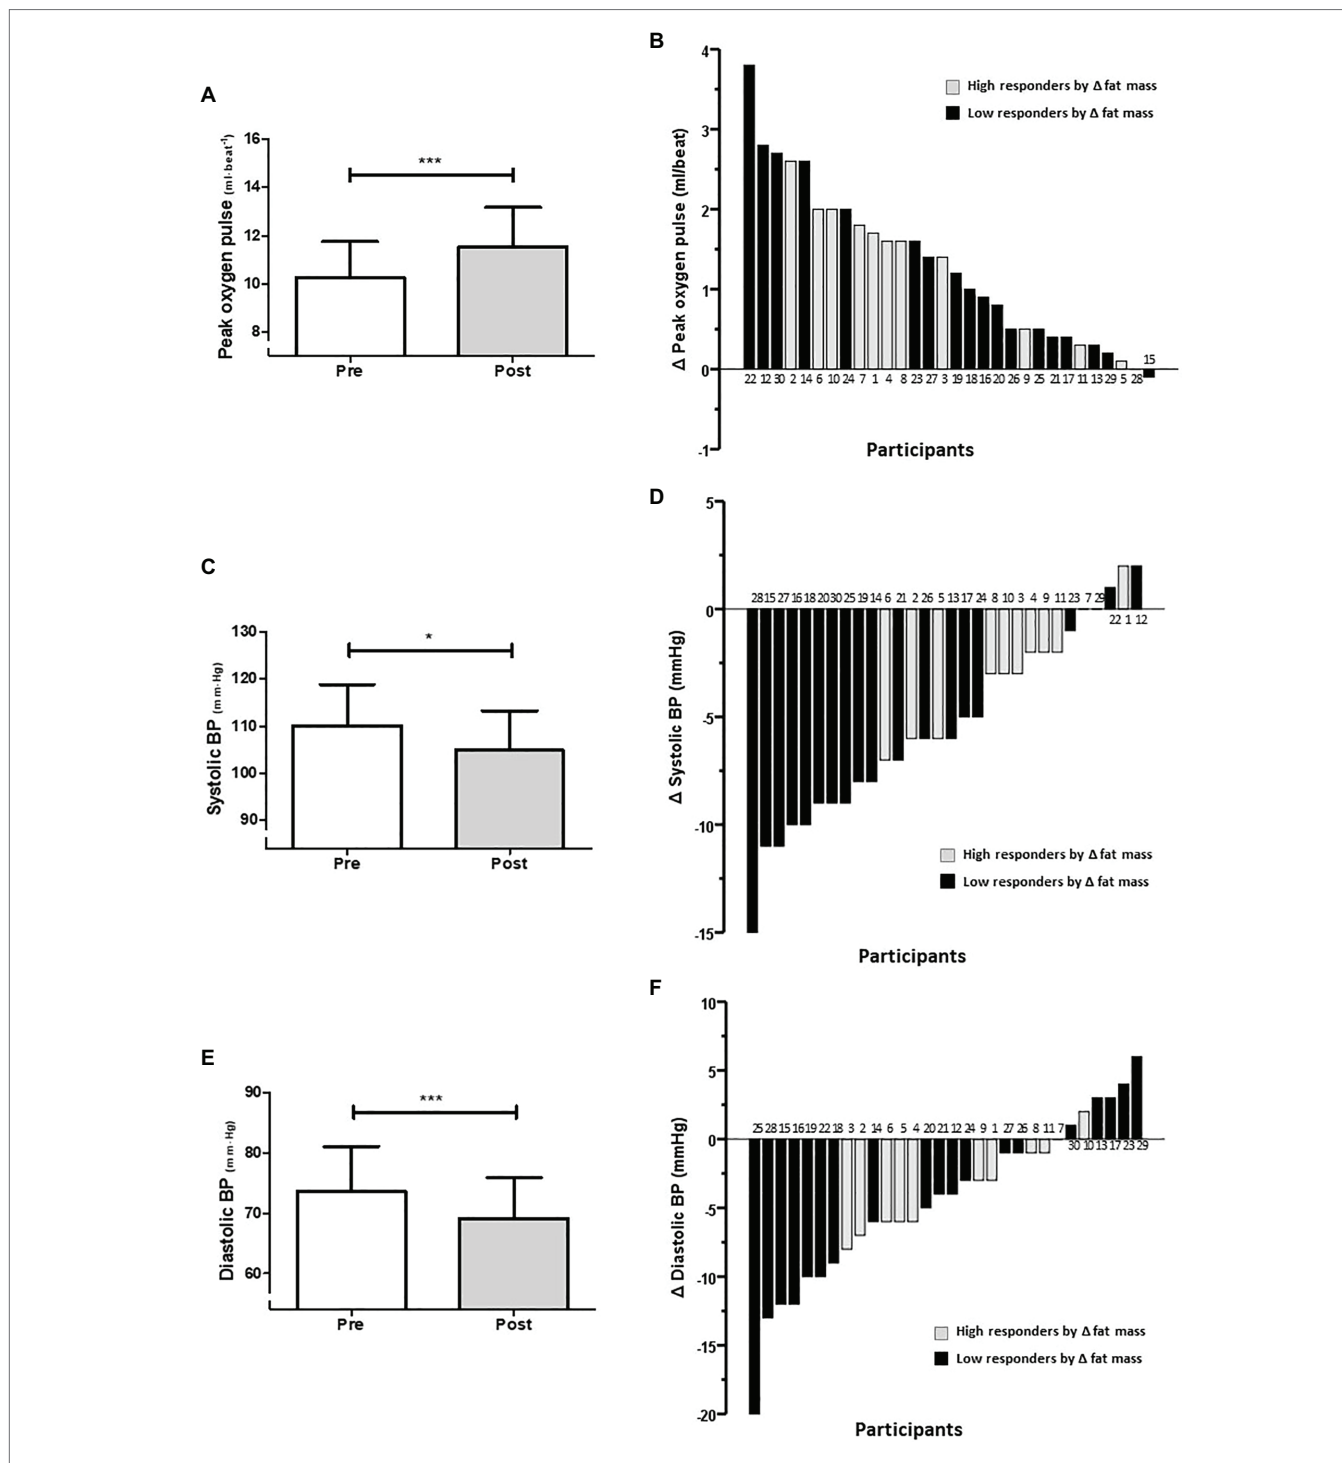 A
Peak oxygen pulse (ml·beat⁻¹)
16
14
12
10
8
***
Pre
Post
B
Δ Peak oxygen pulse (ml/beat)
4
3
2
1
0
-1
High responders by Δ fat mass
Low responders by Δ fat mass
15
22 12 30 2 14 6 10 24 7 1 4 8 23 27 3 19 18 16 20 26 9 25 21 17 11 13 29 5 28
Participants
C
Systolic BP (mm·Hg)
130
120
110
100
90
*
Pre
Post
D
Δ Systolic BP (mmHg)
5
0
-5
-10
-15
28 15 27 16 18 20 30 25 19 14 6 21 2 26 5 13 17 24 8 10 3 4 9 11 23 7 29
22 1 12
High responders by Δ fat mass
Low responders by Δ fat mass
Participants
E
Diastolic BP (mm·Hg)
90
80
70
60
***
Pre
Post
F
Δ Diastolic BP (mmHg)
10
5
0
-5
-10
-15
-20
25 28 15 16 19 22 18 3 2 14 6 5 4 20 21 12 24 9 1 27 26 8 11 7
30 10 13 17 23 29
High responders by Δ fat mass
Low responders by Δ fat mass
Participants